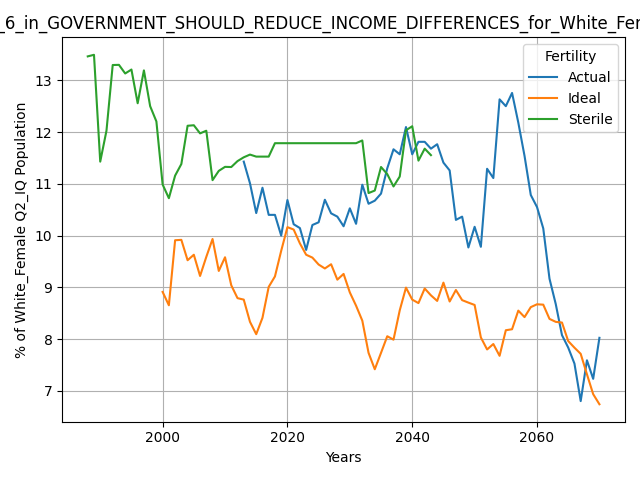 _6_in_GOVERNMENT_SHOULD_REDUCE_INCOME_DIFFERENCES_for_White_Fem
Fertility
Actual
Ideal
Sterile
% of White_Female Q2_IQ Population
13
12
11
10
9
8
7
2000
2020
2040
2060
Years